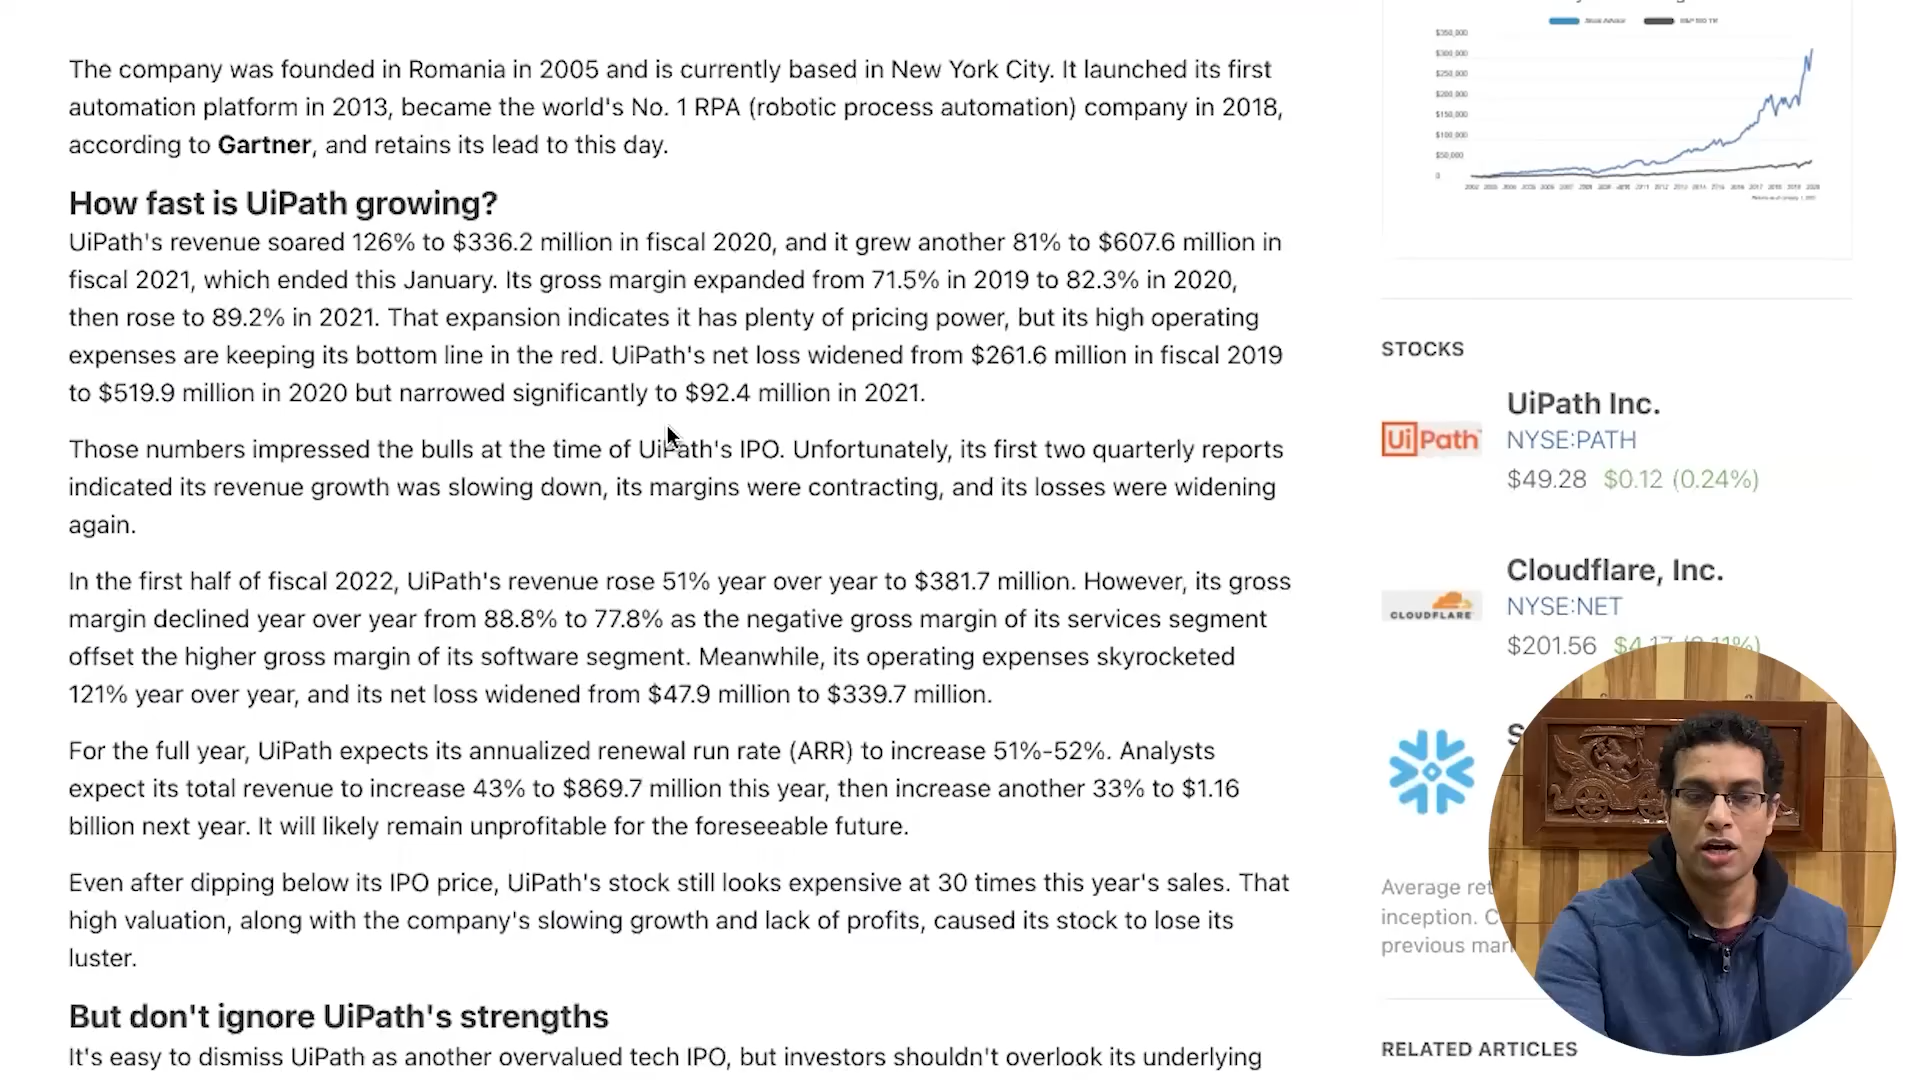 The company was founded in Romania in 2005 and is currently based in New York City. It launched its first
automation platform in 2013, became the world's No. 1 RPA (robotic process automation) company in 2018,
according to Gartner, and retains its lead to this day.
How fast is UiPath growing?
UiPath's revenue soared 126% to $336.2 million in fiscal 2020, and it grew another 81% to $607.6 million in
fiscal 2021, which ended this January. Its gross margin expanded from 71.5% in 2019 to 82.3% in 2020,
then rose to 89.2% in 2021. That expansion indicates it has plenty of pricing power, but its high operating
expenses are keeping its bottom line in the red. UiPath's net loss widened from $261.6 million in fiscal 2019
to $519.9 million in 2020 but narrowed significantly to $92.4 million in 2021.
Those numbers impressed the bulls at the time of UiPath's IPO. Unfortunately, its first two quarterly reports
indicated its revenue growth was slowing down, its margins were contracting, and its losses were widening
again.
In the first half of fiscal 2022, UiPath's revenue rose 51% year over year to $381.7 million. However, its gross
margin declined year over year from 88.8% to 77.8% as the negative gross margin of its services segment
offset the higher gross margin of its software segment. Meanwhile, its operating expenses skyrocketed
121% year over year, and its net loss widened from $47.9 million to $339.7 million.
For the full year, UiPath expects its annualized renewal run rate (ARR) to increase 51%-52%. Analysts
expect its total revenue to increase 43% to $869.7 million this year, then increase another 33% to $1.16
billion next year. It will likely remain unprofitable for the foreseeable future.
Even after dipping below its IPO price, UiPath's stock still looks expensive at 30 times this year's sales. That
high valuation, along with the company's slowing growth and lack of profits, caused its stock to lose its
luster.
But don't ignore UiPath's strengths
It's easy to dismiss UiPath as another overvalued tech IPO, but investors shouldn't overlook its underlying
$350,000
$300,000
$250,000
$200,000
$150,000
$100,000
$50,000
0
STOCKS
UiPath
UiPath Inc.
NYSE:PATH
$49.28 $0.12 (0.24%)
CLOUDFLARE
Cloudflare, Inc.
NYSE:NET
$201.56
S
Average
inception.
previous
RELATED ARTICLES